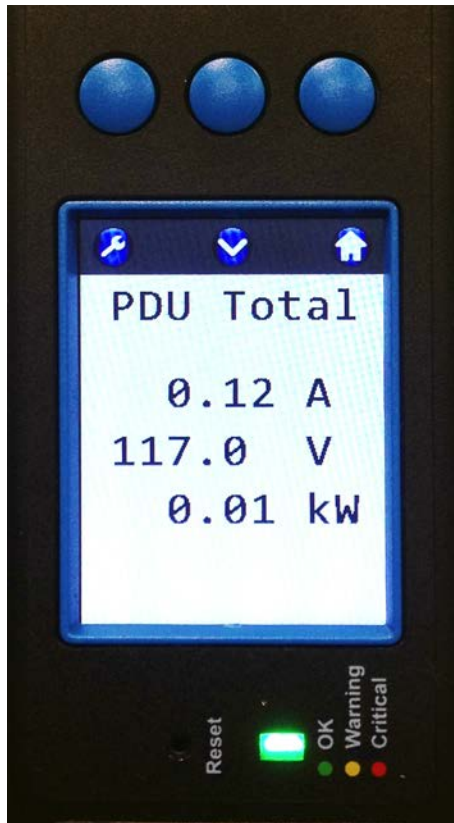 PDU Total
0.12 A
117.0 V
0.01 kW
Reset
OK
Warning
Critical